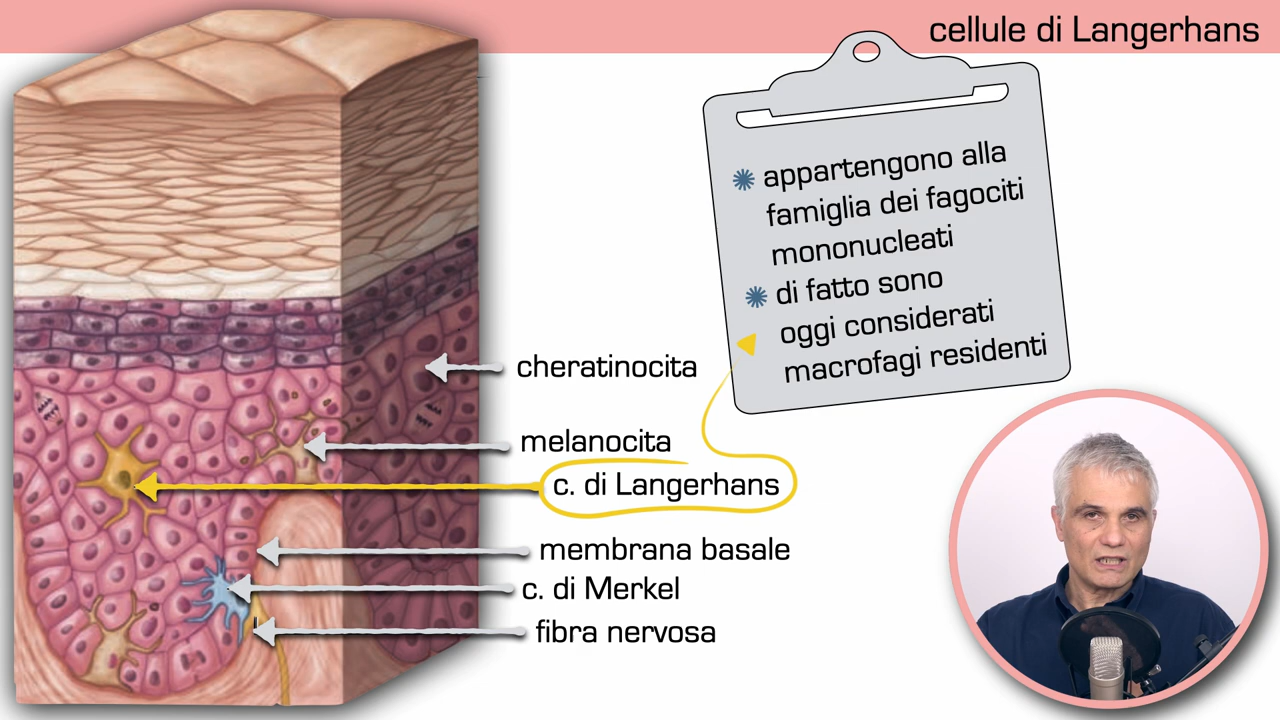 cellule di Langerhans
appartengono alla
famiglia dei fagociti
mononucleati
di fatto sono
oggi considerati
macrofagi residenti
cheratinocita
melanocita
c. di Langerhans
membrana basale
c. di Merkel
fibra nervosa